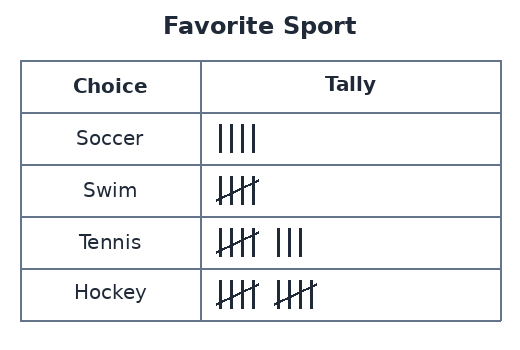 Favorite Sport
Choice Tally
Soccer
Swim
Tennis
Hockey